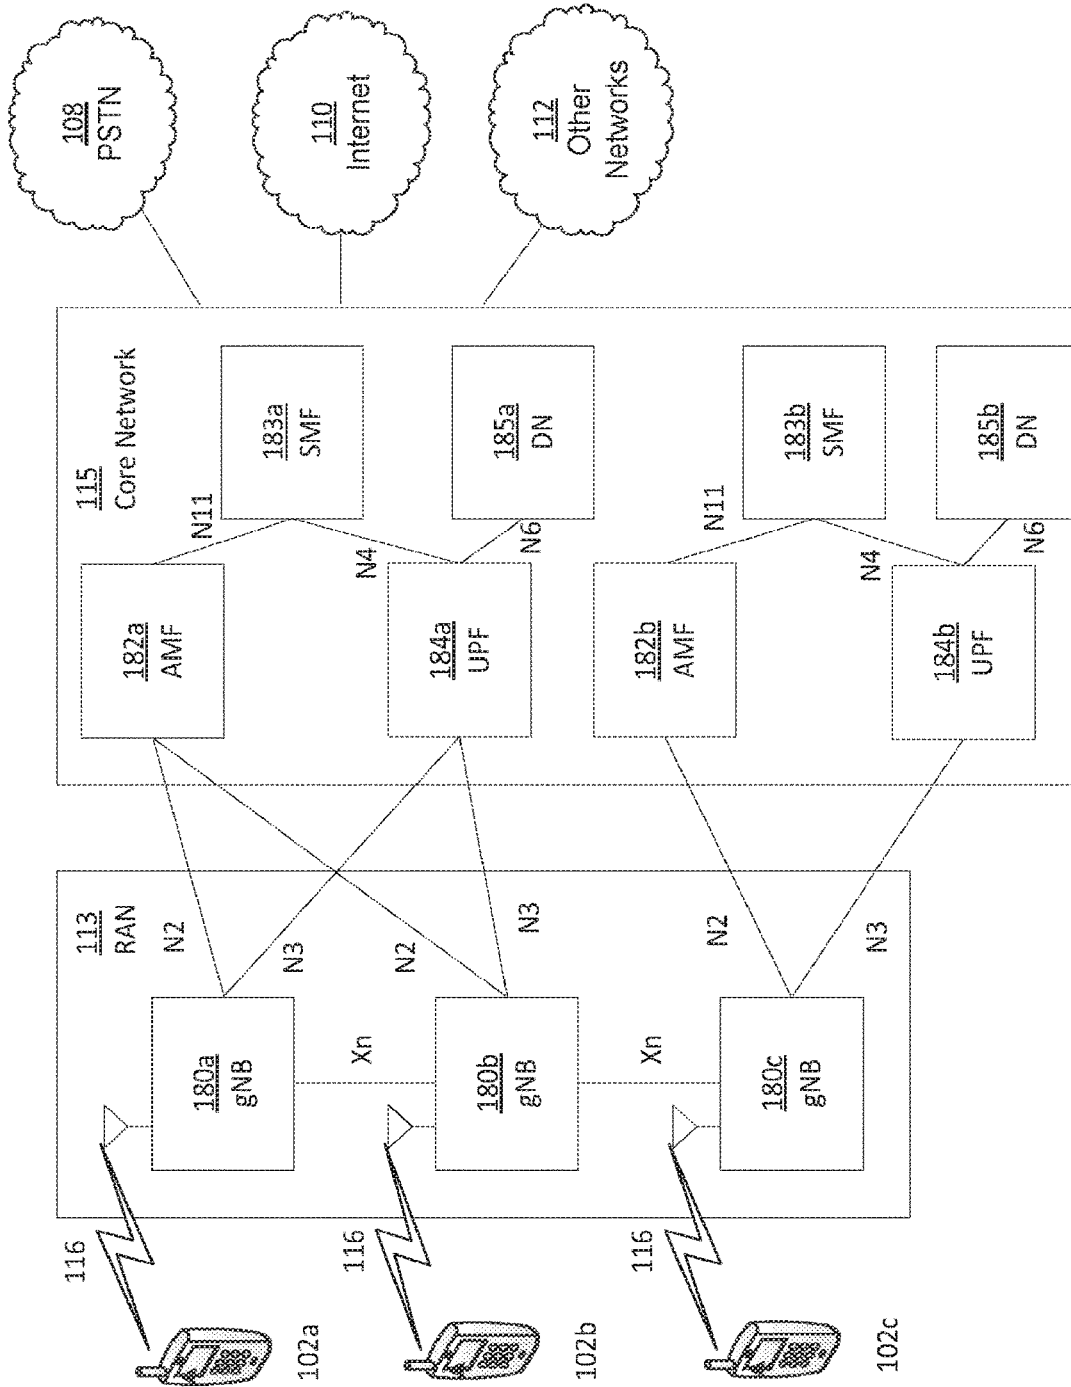 102a
102b
102c
116
116
116
113
RAN
180a
gNB
180b
gNB
180c
gNB
Xn
Xn
N2
N3
N2
N3
N2
N3
115
Core Network
182a
AMF
184a
UPF
182b
AMF
184b
UPF
N11
N4
N6
N11
N4
N6
183a
SMF
185a
DN
183b
SMF
185b
DN
108
PSTN
110
Internet
112
Other
Networks